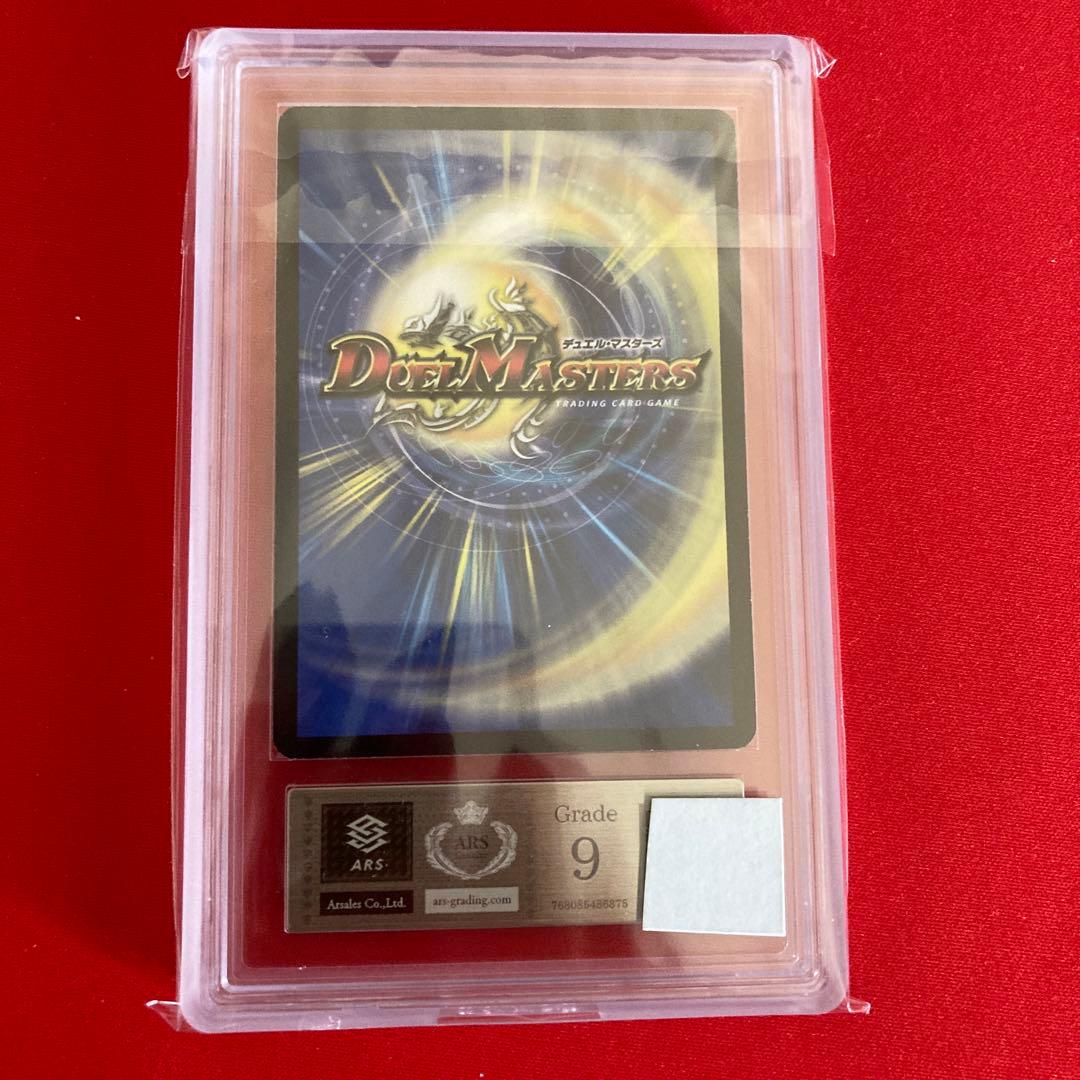 デュエル・マスターズ
DUEL MASTERS
TRADING CARD GAME
ARS
Arsales Co.,Ltd.
ARS
ars-grading.com
Grade
9
768085486875